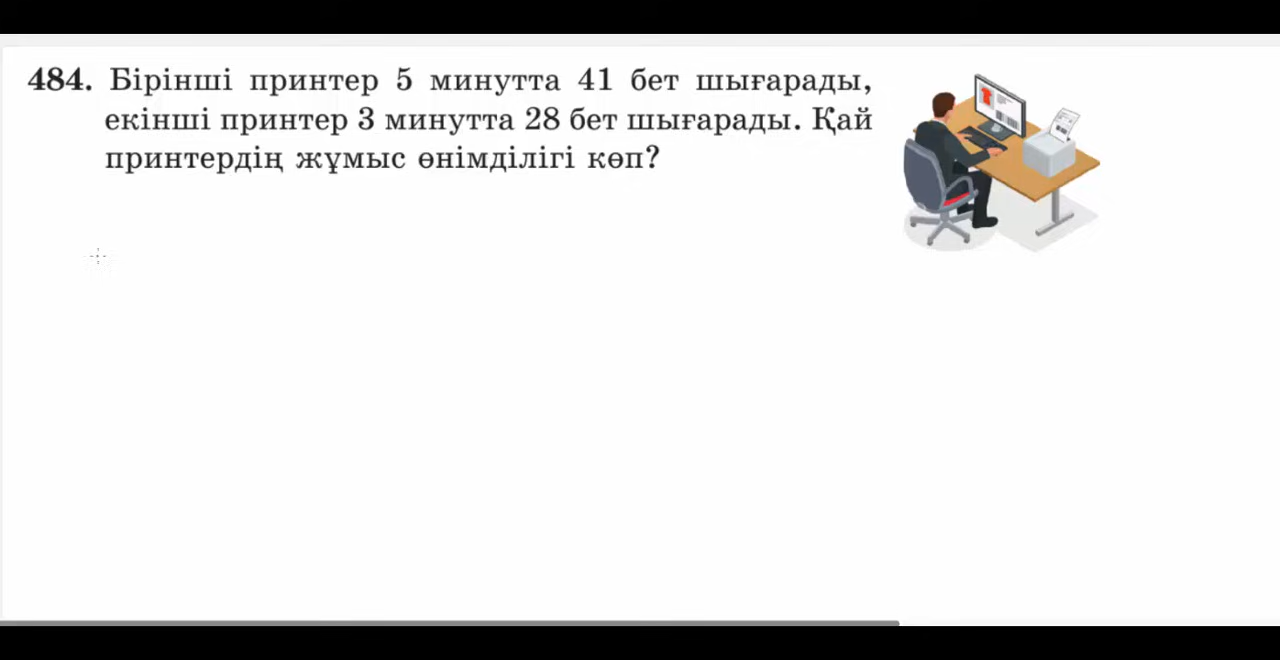 484. Бірінші принтер 5 минутта 41 бет шығарады,
екінші принтер 3 минутта 28 бет шығарады. Қай
принтердің жұмыс өнімділігі көп?